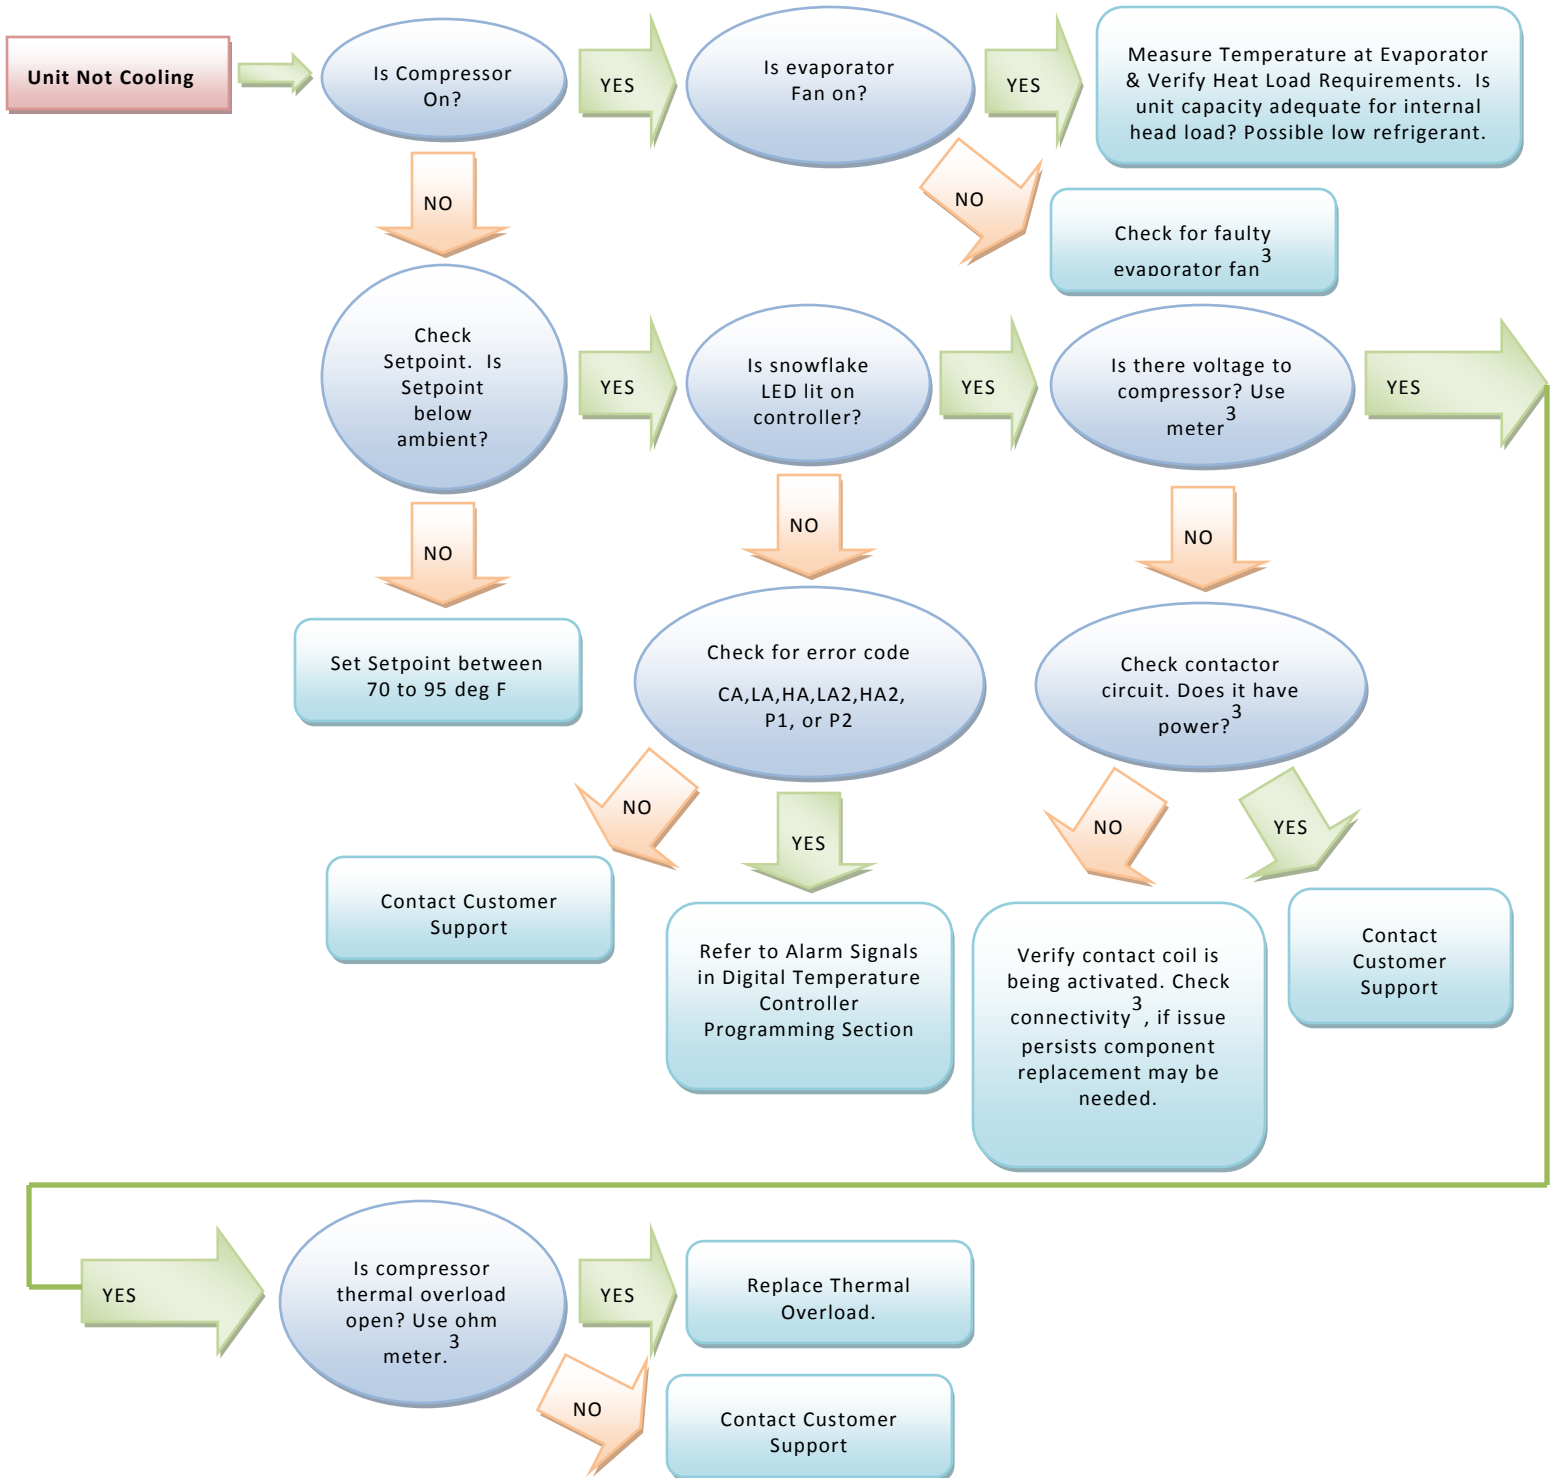 Unit Not Cooling
Is Compressor
On?
YES
Is evaporator
Fan on?
YES
Measure Temperature at Evaporator
& Verify Heat Load Requirements.  Is
unit capacity adequate for internal
head load? Possible low refrigerant.
NO
NO
Check for faulty
evaporator fan3
Check
Setpoint.  Is
Setpoint
below
ambient?
YES
Is snowflake
LED lit on
controller?
YES
Is there voltage to
compressor? Use
meter3
YES
NO
NO
NO
Set Setpoint between
70 to 95 deg F
Check for error code
CA,LA,HA,LA2,HA2,
P1, or P2
Check contactor
circuit. Does it have
power?3
NO
YES
NO
YES
Contact Customer
Support
Refer to Alarm Signals
in Digital Temperature
Controller
Programming Section
Verify contact coil is
being activated. Check
connectivity3, if issue
persists component
replacement may be
needed.
Contact
Customer
Support
YES
Is compressor
thermal overload
open? Use ohm
meter.3
YES
Replace Thermal
Overload.
NO
Contact Customer
Support